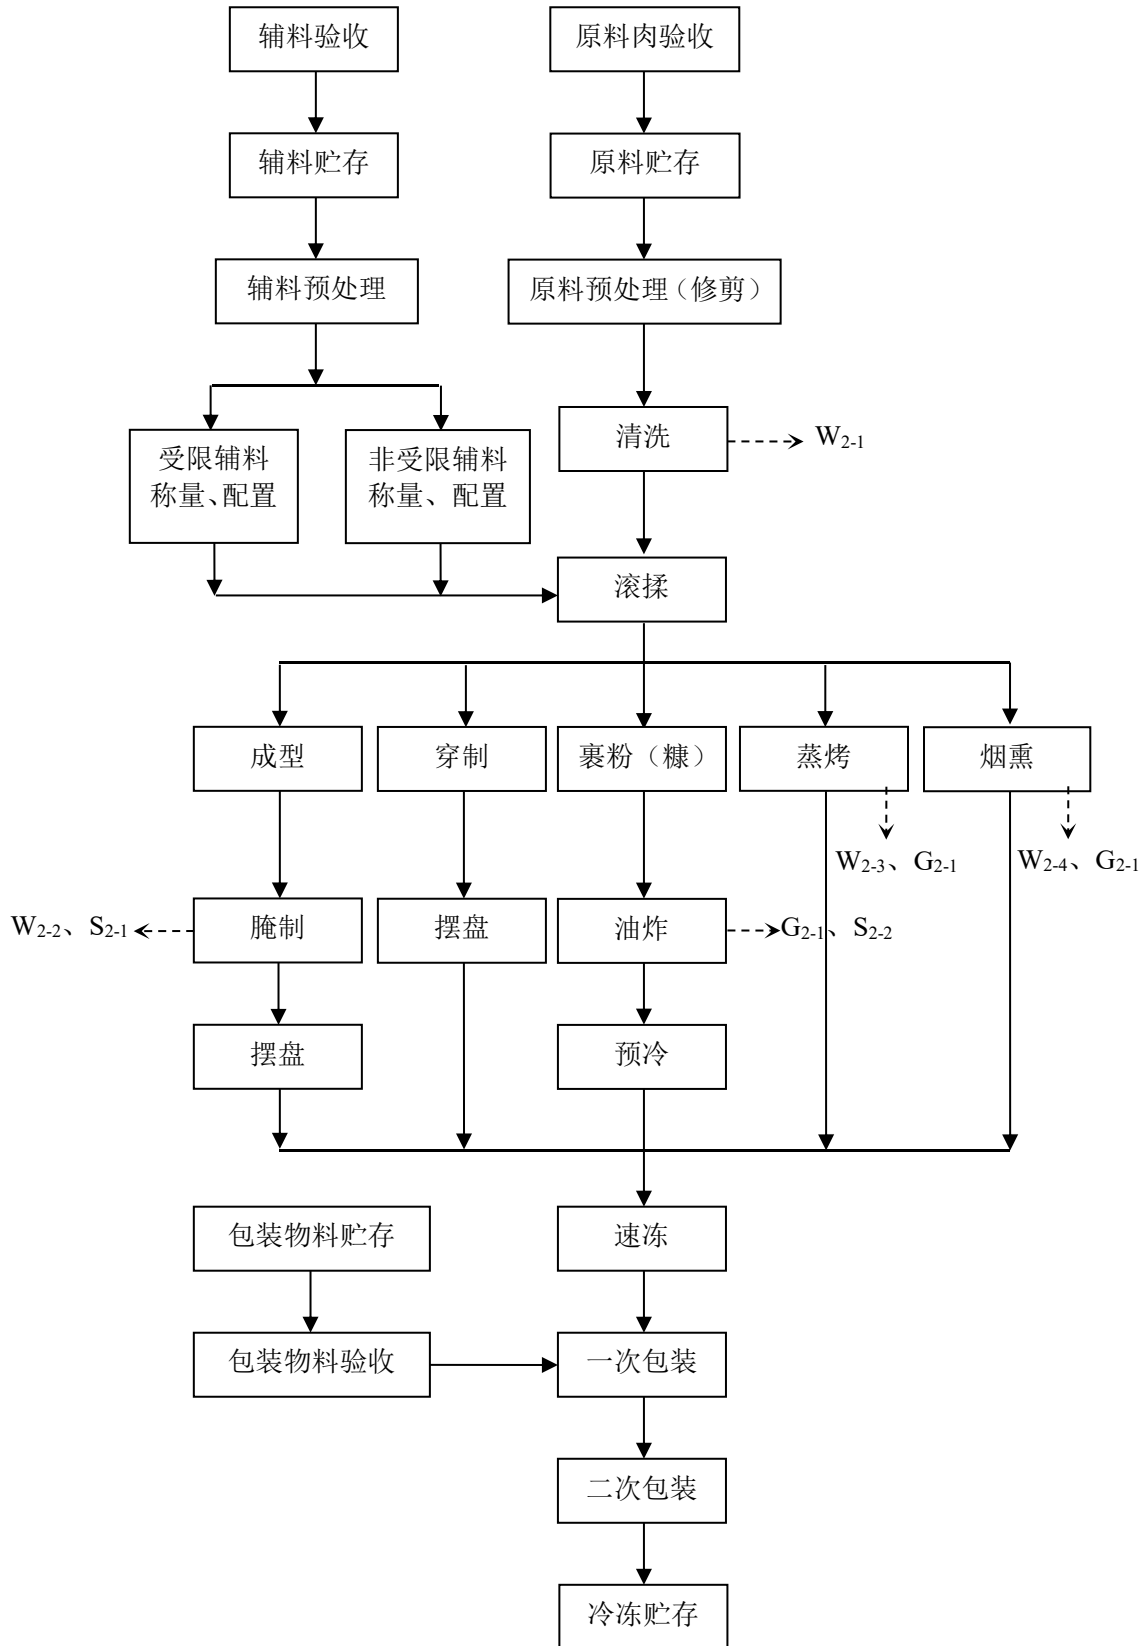 辅料验收
原料肉验收
辅料贮存
原料贮存
辅料预处理
原料预处理（修剪）
清洗
W2-1
受限辅料
称量、配置
非受限辅料
称量、配置
滚揉
成型
穿制
裹粉（糠）
蒸烤
烟熏
W2-3、G2-1
W2-4、G2-1
W2-2、S2-1
腌制
摆盘
油炸
G2-1、S2-2
摆盘
预冷
包装物料贮存
速冻
包装物料验收
一次包装
二次包装
冷冻贮存